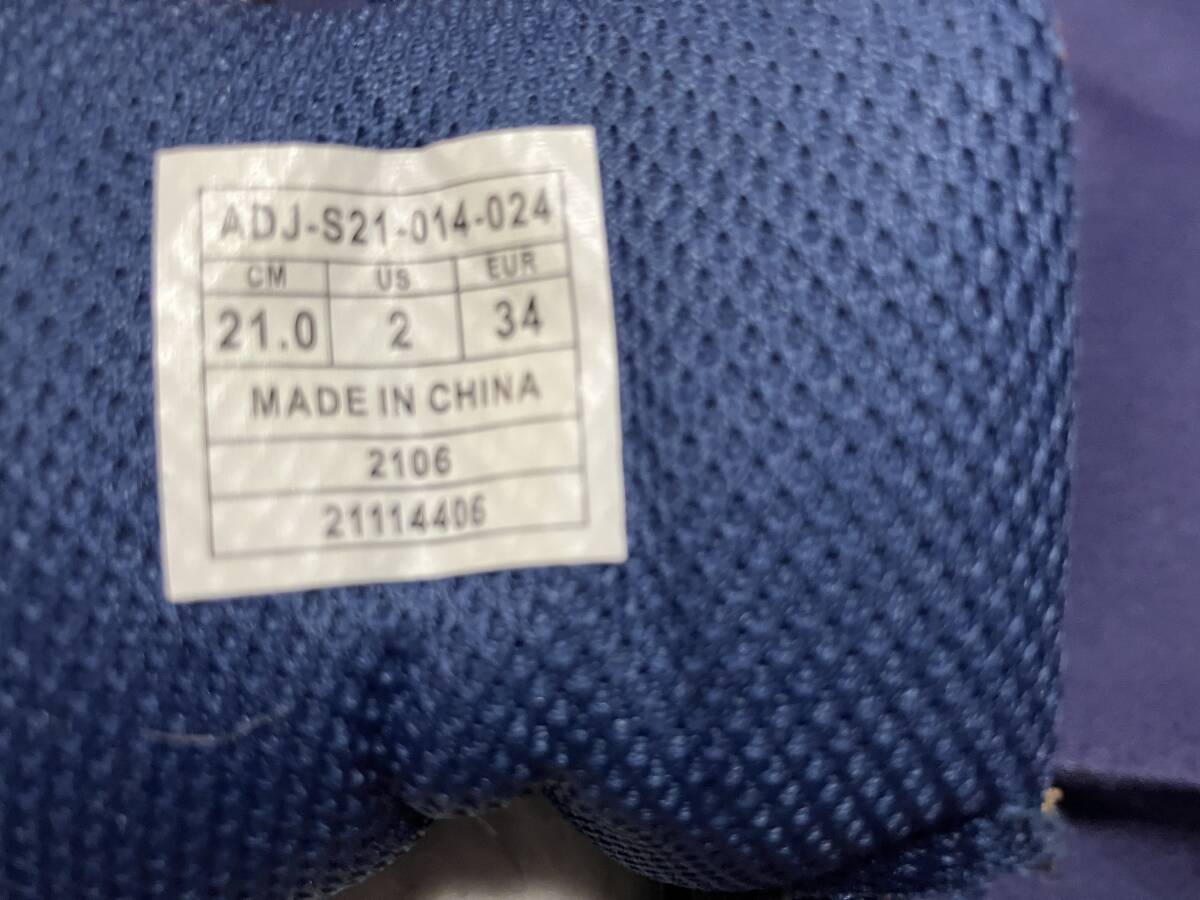 ADJ-S21-014-024
CM US EUR
21.0 2 34
MADE IN CHINA
2106
21114406